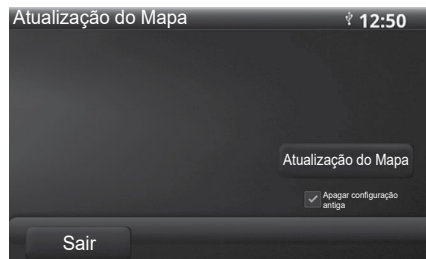 Atualização do Mapa
12:50
Atualização do Mapa
Apagar configuração
antiga
Sair